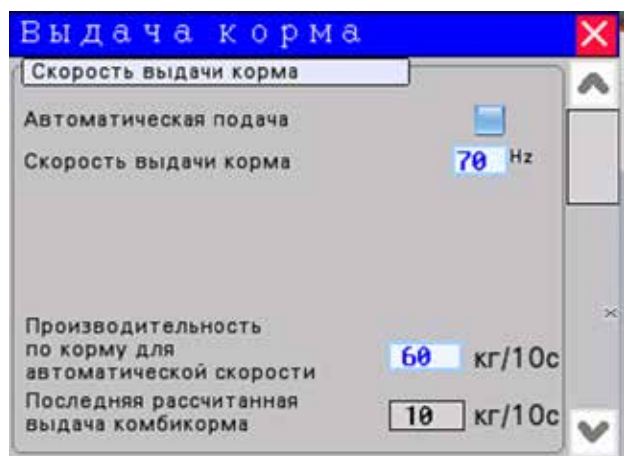 Выдача корма
Скорость выдачи корма
Автоматическая подача
Скорость выдачи корма 70 Hz
Производительность
по корму для
автоматической скорости 60 кг/10с
Последняя рассчитанная
выдача комбикорма 10 кг/10с